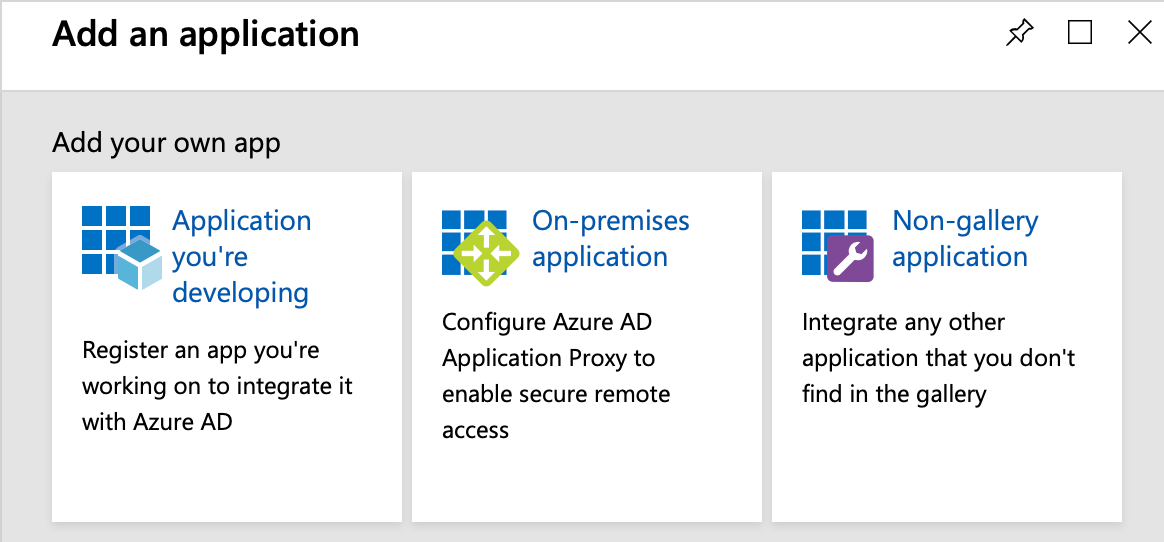 Add an application
Add your own app
Application
you're
developing
Register an app you're
working on to integrate it
with Azure AD
On-premises
application
Configure Azure AD
Application Proxy to
enable secure remote
access
Non-gallery
application
Integrate any other
application that you don't
find in the gallery